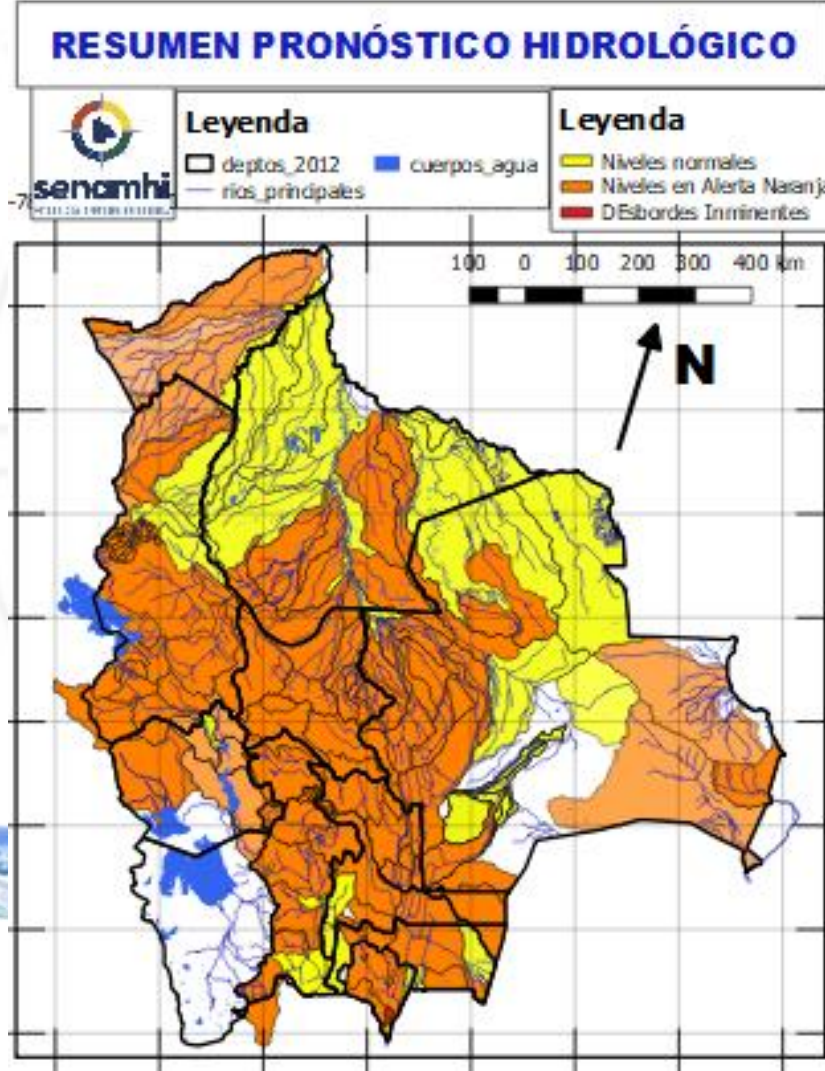 RESUMEN PRONÓSTICO HIDROLÓGICO
senamhi
Leyenda
deptos_2012
cuerpos_agua
rios_principales
Leyenda
Niveles normales
Niveles en Alerta Naranja
DEsbordes Inminentes
100 0 100 200 300 400 km
N